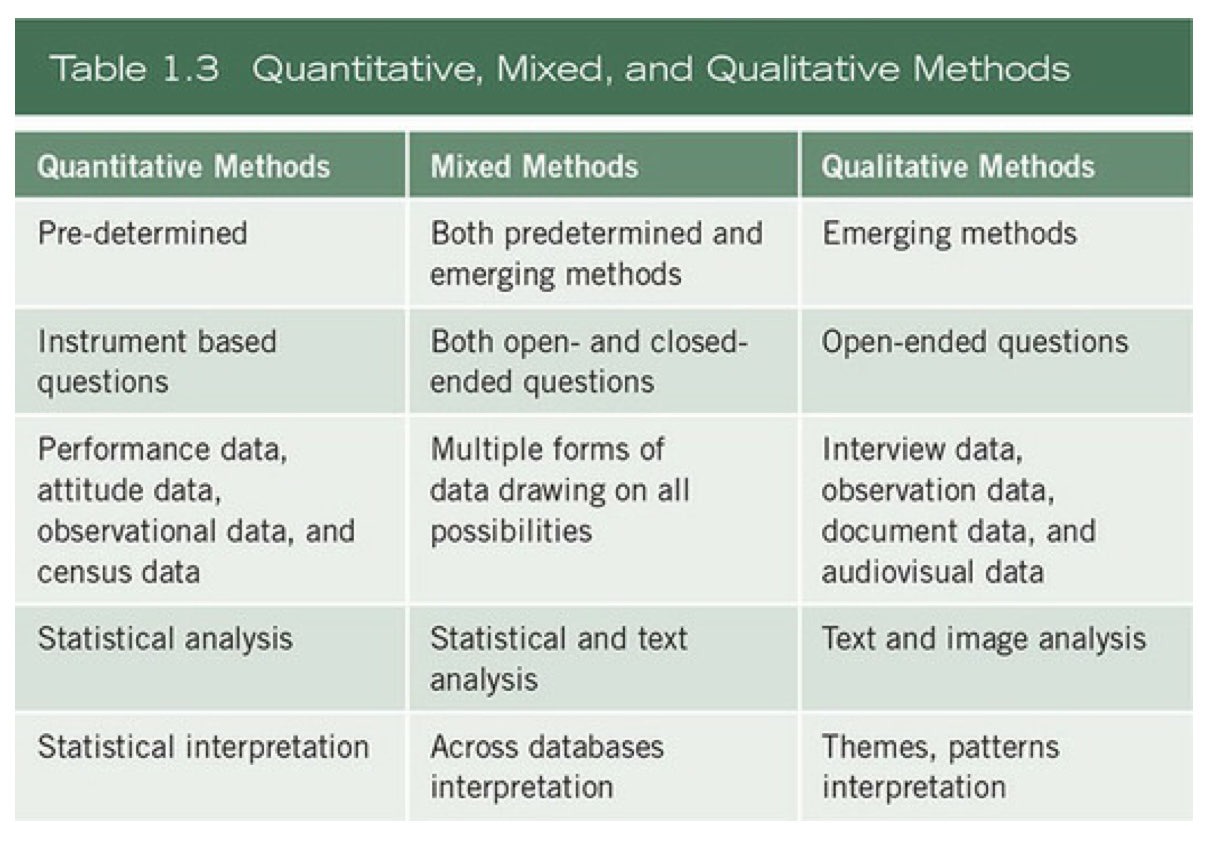 Table 1.3 Quantitative, Mixed, and Qualitative Methods
Quantitative Methods
Mixed Methods
Qualitative Methods
Pre-determined
Both predetermined and
emerging methods
Emerging methods
Instrument based
questions
Both open- and closed-
ended questions
Open-ended questions
Performance data,
attitude data,
observational data, and
census data
Multiple forms of
data drawing on all
possibilities
Interview data,
observation data,
document data, and
audiovisual data
Statistical analysis
Statistical and text
analysis
Text and image analysis
Statistical interpretation
Across databases
interpretation
Themes, patterns
interpretation